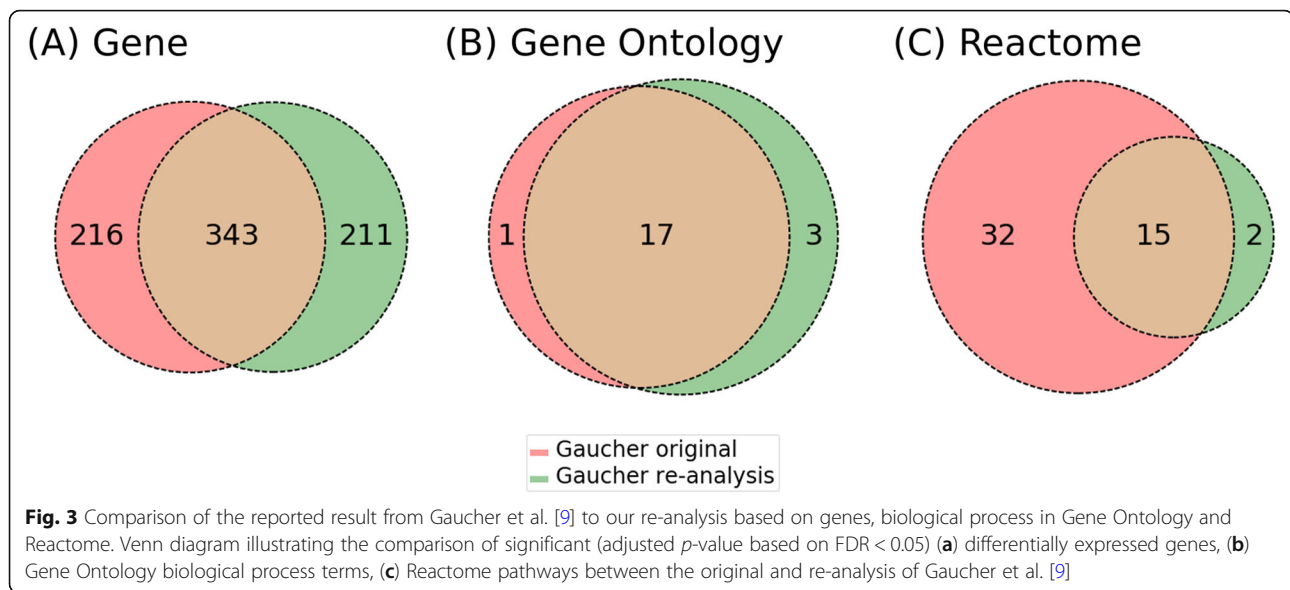 (A) Gene (B) Gene Ontology (C) Reactome
216 343 211 1 17 3 32 15 2
Gaucher original
Gaucher re-analysis
Fig. 3 Comparison of the reported result from Gaucher et al. [9] to our re-analysis based on genes, biological process in Gene Ontology and
Reactome. Venn diagram illustrating the comparison of significant (adjusted p-value based on FDR < 0.05) (a) differentially expressed genes, (b)
Gene Ontology biological process terms, (c) Reactome pathways between the original and re-analysis of Gaucher et al. [9]